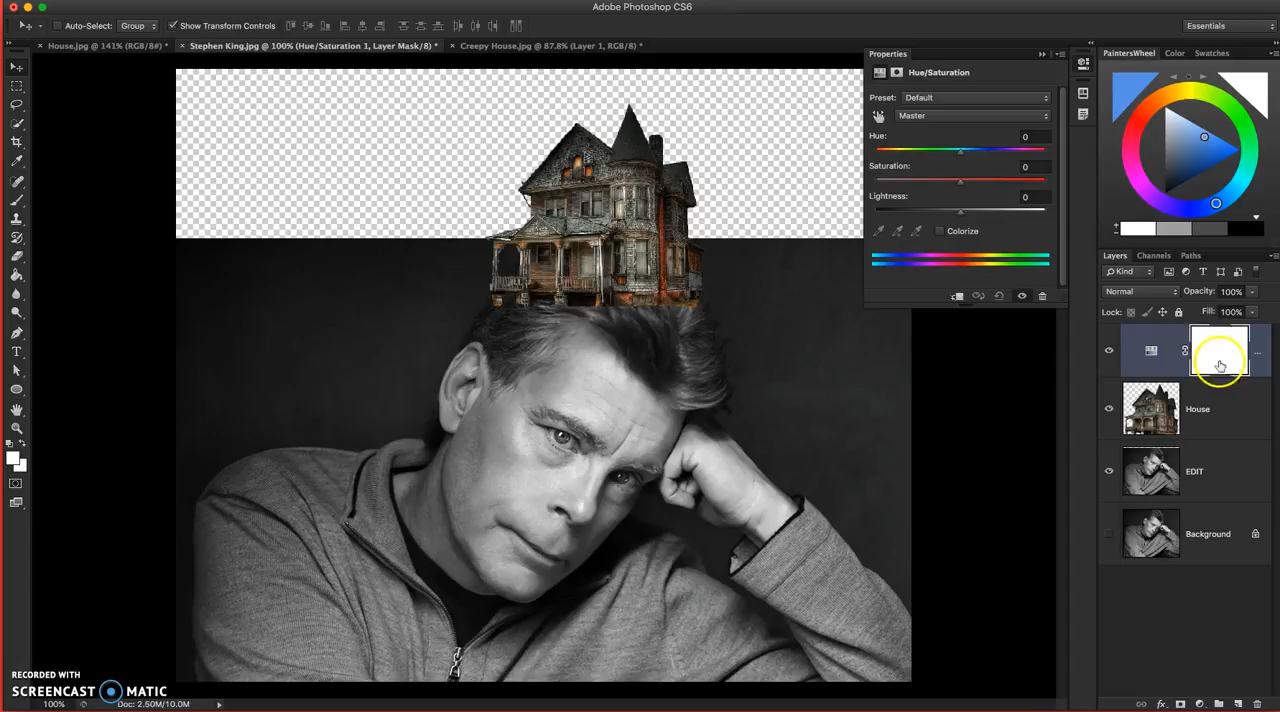 Adobe Photoshop CS6
Auto-Select: Group Show Transform Controls Essentials
House.jpg @ 141% (RGB/8#) * Stephen King.jpg @ 100% (Hue/Saturation 1, Layer Mask/8) * Creepy House.jpg @ 87.8% (Layer 1, RGB/8) *
Properties
Hue/Saturation
Preset: Default
Master
Hue: 0
Saturation: 0
Lightness: 0
Colorize
PaintersWheel Color Swatches
Layers Channels Paths
Kind
Normal Opacity: 100%
Lock: Fill: 100%
...
House
EDIT
Background
RECORDED WITH
SCREENCAST MATIC
100% Doc: 2.50M/10.0M